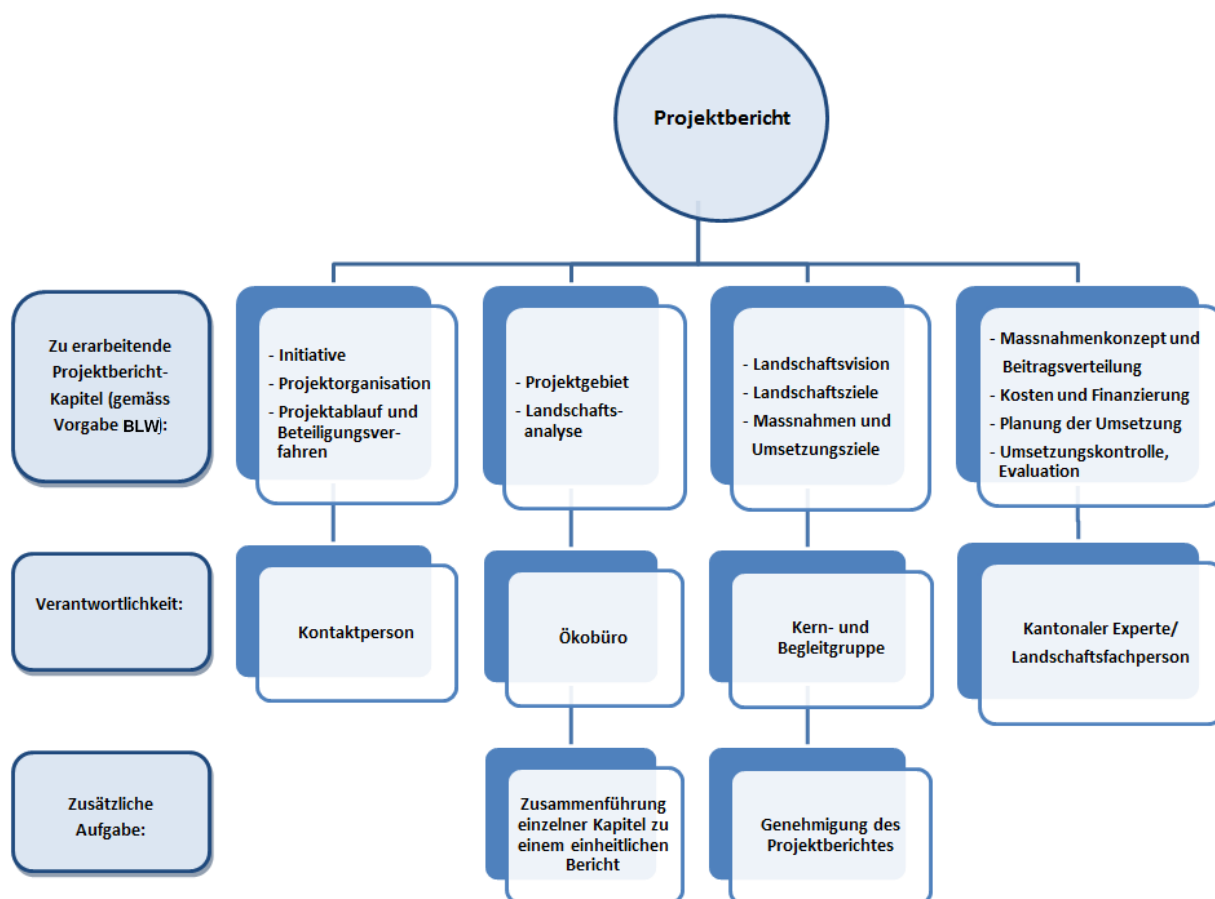 Projektbericht
Zu erarbeitende
Projektbericht-
Kapitel (gemäss
Vorgabe BLW):
- Initiative
- Projektorganisation
- Projektablauf und
Beteiligungsver-
fahren
- Projektgebiet
- Landschafts-
analyse
- Landschaftsvision
- Landschaftsziele
- Massnahmen und
Umsetzungsziele
- Massnahmenkonzept und
Beitragsverteilung
- Kosten und Finanzierung
- Planung der Umsetzung
- Umsetzungskontrolle,
Evaluation
Verantwortlichkeit:
Kontaktperson
Ökobüro
Kern- und
Begleitgruppe
Kantonaler Experte/
Landschaftsfachperson
Zusätzliche
Aufgabe:
Zusammenführung
einzelner Kapitel zu
einem einheitlichen
Bericht
Genehmigung des
Projektberichtes